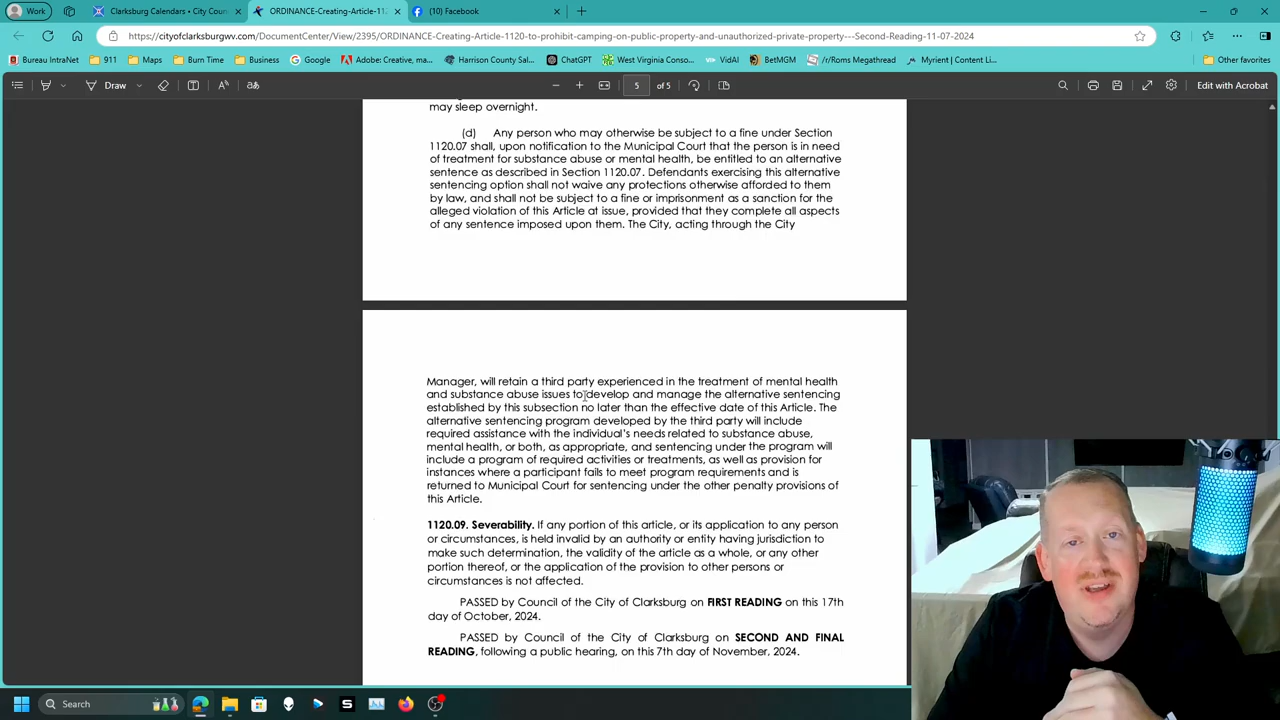 Work
Clarksburg Calendars • City Coun
ORDINANCE-Creating-Article-112
(10) Facebook
https://cityofclarksburgwv.com/DocumentCenter/View/2395/ORDINANCE-Creating-Article-1120-to-prohibit-camping-on-public-property-and-unauthorized-private-property---Second-Reading-11-07-2024
Bureau IntraNet
911
Maps
Burn Time
Business
Google
Adobe: Creative, ma...
Harrison County Sal...
ChatGPT
West Virginia Conso...
VidAI
BetMGM
/r/Roms Megathread
Myrient | Content Li...
Other favorites
Draw
5 of 5
Edit with Acrobat
may sleep overnight.
(d) Any person who may otherwise be subject to a fine under Section
1120.07 shall, upon notification to the Municipal Court that the person is in need
of treatment for substance abuse or mental health, be entitled to an alternative
sentence as described in Section 1120.07. Defendants exercising this alternative
sentencing option shall not waive any protections otherwise afforded to them
by law, and shall not be subject to a fine or imprisonment as a sanction for the
alleged violation of this Article at issue, provided that they complete all aspects
of any sentence imposed upon them. The City, acting through the City
Manager, will retain a third party experienced in the treatment of mental health
and substance abuse issues to develop and manage the alternative sentencing
established by this subsection no later than the effective date of this Article. The
alternative sentencing program developed by the third party will include
required assistance with the individual's needs related to substance abuse,
mental health, or both, as appropriate, and sentencing under the program will
include a program of required activities or treatments, as well as provision for
instances where a participant fails to meet program requirements and is
returned to Municipal Court for sentencing under the other penalty provisions of
this Article.
1120.09. Severability. If any portion of this article, or its application to any person
or circumstances, is held invalid by an authority or entity having jurisdiction to
make such determination, the validity of the article as a whole, or any other
portion thereof, or the application of the provision to other persons or
circumstances is not affected.
PASSED by Council of the City of Clarksburg on FIRST READING on this 17th
day of October, 2024.
PASSED by Council of the City of Clarksburg on SECOND AND FINAL
READING, following a public hearing, on this 7th day of November, 2024.
Search